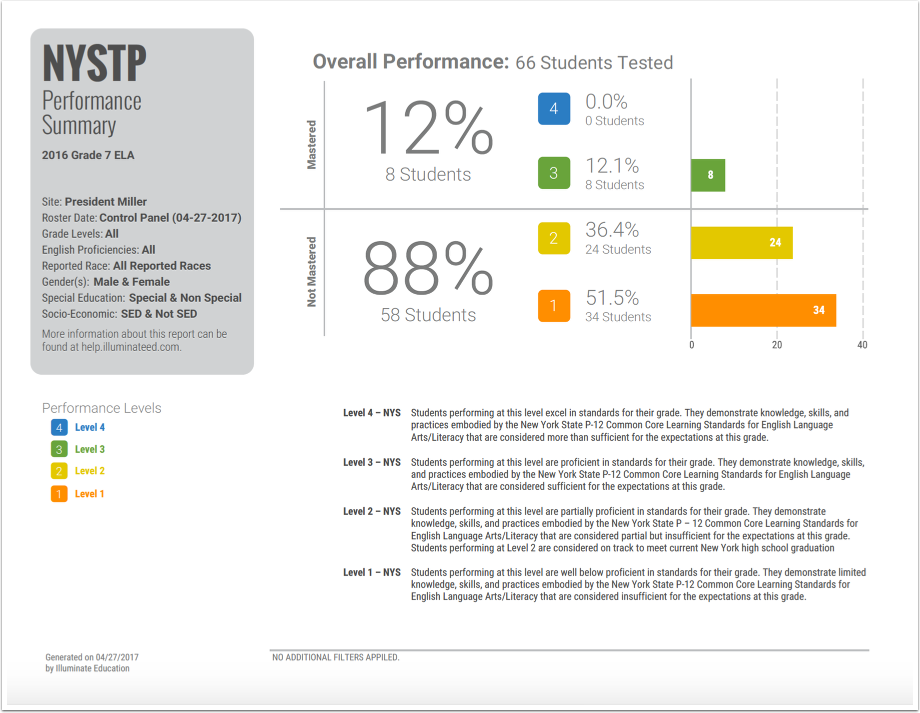 NYSTP
Performance
Summary
2016 Grade 7 ELA
Site: President Miller
Roster Date: Control Panel (04-27-2017)
Grade Levels: All
English Proficiencies: All
Reported Race: All Reported Races
Gender(s): Male & Female
Special Education: Special & Non Special
Socio-Economic: SED & Not SED
More information about this report can be
found at help.illuminateed.com.
Overall Performance: 66 Students Tested
Mastered
12%
8 Students
4
0.0%
0 Students
3
12.1%
8 Students
8
Not Mastered
88%
58 Students
2
36.4%
24 Students
24
1
51.5%
34 Students
34
0 20 40
Performance Levels
4 Level 4
3 Level 3
2 Level 2
1 Level 1
Level 4 – NYS Students performing at this level excel in standards for their grade. They demonstrate knowledge, skills, and
practices embodied by the New York State P-12 Common Core Learning Standards for English Language
Arts/Literacy that are considered more than sufficient for the expectations at this grade.
Level 3 – NYS Students performing at this level are proficient in standards for their grade. They demonstrate knowledge, skills,
and practices embodied by the New York State P-12 Common Core Learning Standards for English Language
Arts/Literacy that are considered sufficient for the expectations at this grade.
Level 2 – NYS Students performing at this level are partially proficient in standards for their grade. They demonstrate
knowledge, skills, and practices embodied by the New York State P – 12 Common Core Learning Standards for
English Language Arts/Literacy that are considered partial but insufficient for the expectations at this grade.
Students performing at Level 2 are considered on track to meet current New York high school graduation
Level 1 – NYS Students performing at this level are well below proficient in standards for their grade. They demonstrate limited
knowledge, skills, and practices embodied by the New York State P-12 Common Core Learning Standards for
English Language Arts/Literacy that are considered insufficient for the expectations at this grade.
Generated on 04/27/2017
by Illuminate Education
NO ADDITIONAL FILTERS APPILED.